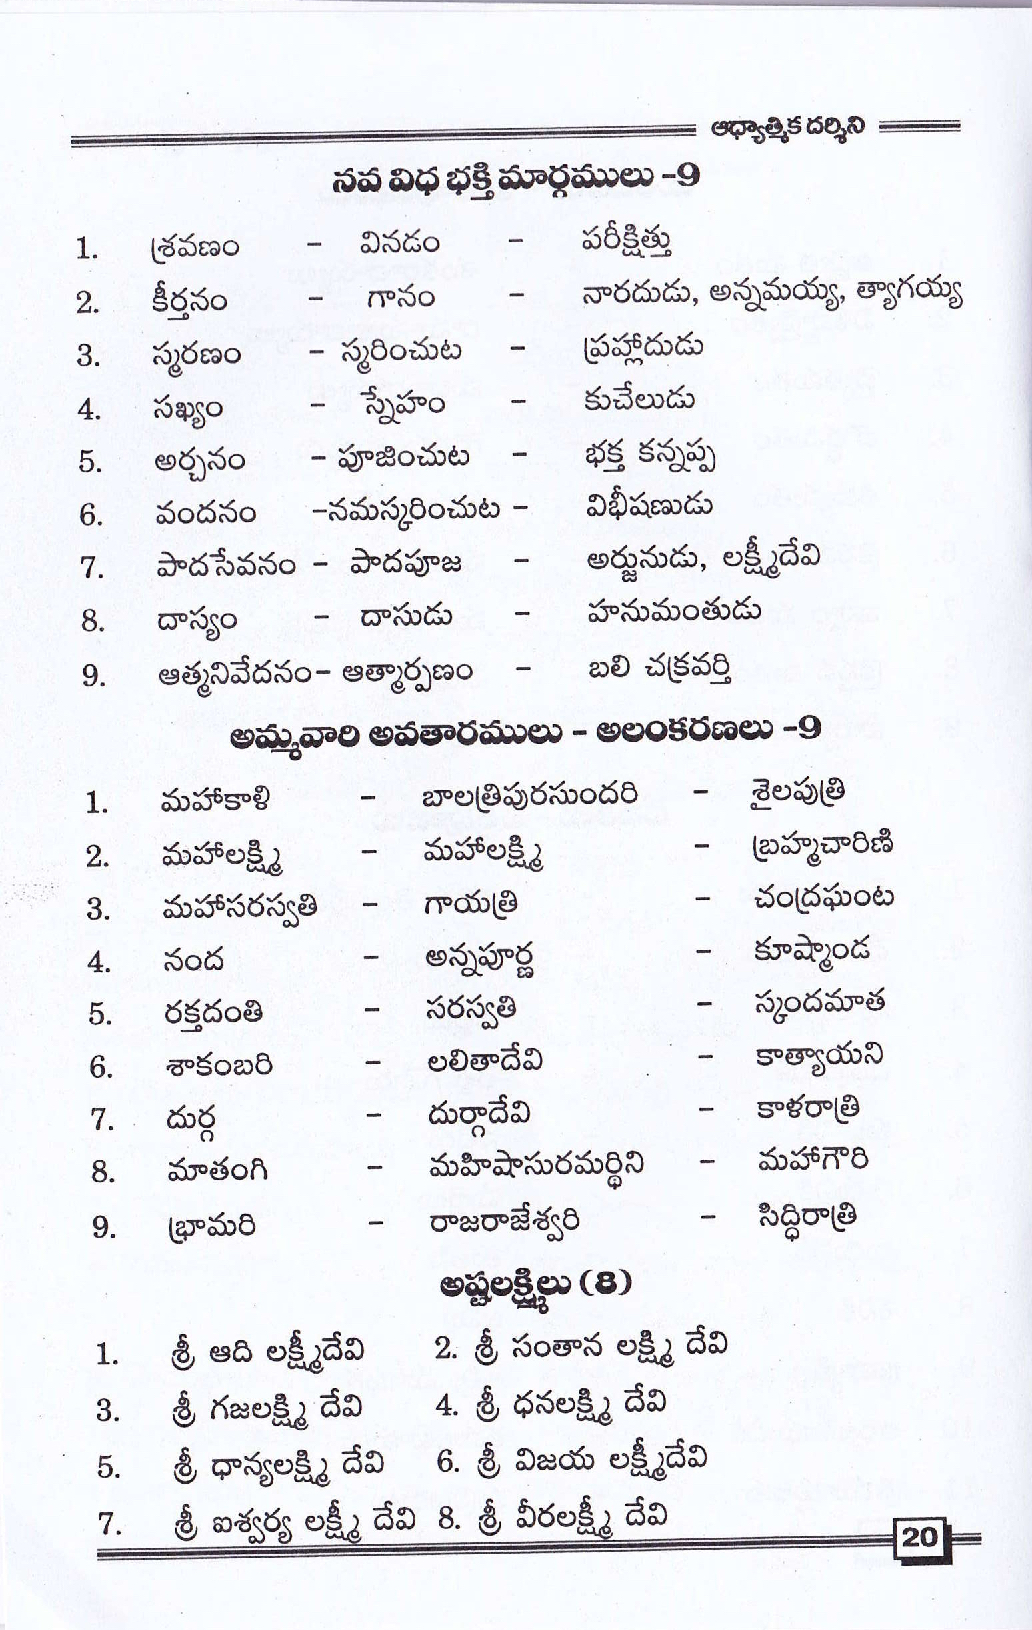 ఆధ్యాత్మిక దర్శిని
నవ విధ భక్తి మార్గములు -9
1. శ్రవణం - వినడం - పరీక్షిత్తు
2. కీర్తనం - గానం - నారదుడు, అన్నమయ్య, త్యాగయ్య
3. స్మరణం - స్మరించుట - ప్రహ్లాదుడు
4. సఖ్యం - స్నేహం - కుచేలుడు
5. అర్చనం - పూజించుట - భక్త కన్నప్ప
6. వందనం -నమస్కరించుట - విభీషణుడు
7. పాదసేవనం - పాదపూజ - అర్జునుడు, లక్ష్మీదేవి
8. దాస్యం - దాసుడు - హనుమంతుడు
9. ఆత్మనివేదనం- ఆత్మార్పణం - బలి చక్రవర్తి
అమ్మవారి అవతారములు - అలంకరణలు -9
1. మహాకాళి - బాలత్రిపురసుందరి - శైలపుత్రి
2. మహాలక్ష్మి - మహాలక్ష్మి - బ్రహ్మచారిణి
3. మహాసరస్వతి - గాయత్రి - చంద్రఘంట
4. నంద - అన్నపూర్ణ - కూష్మాండ
5. రక్తదంతి - సరస్వతి - స్కందమాత
6. శాకంబరి - లలితాదేవి - కాత్యాయని
7. దుర్గ - దుర్గాదేవి - కాళరాత్రి
8. మాతంగి - మహిషాసురమర్థిని - మహాగౌరి
9. భ్రామరి - రాజరాజేశ్వరి - సిద్ధిరాత్రి
అష్టలక్ష్మిలు (8)
1. శ్రీ ఆది లక్ష్మీదేవి 2. శ్రీ సంతాన లక్ష్మి దేవి
3. శ్రీ గజలక్ష్మి దేవి 4. శ్రీ ధనలక్ష్మి దేవి
5. శ్రీ ధాన్యలక్ష్మి దేవి 6. శ్రీ విజయ లక్ష్మీదేవి
7. శ్రీ ఐశ్వర్య లక్ష్మీ దేవి 8. శ్రీ వీరలక్ష్మీ దేవి
20